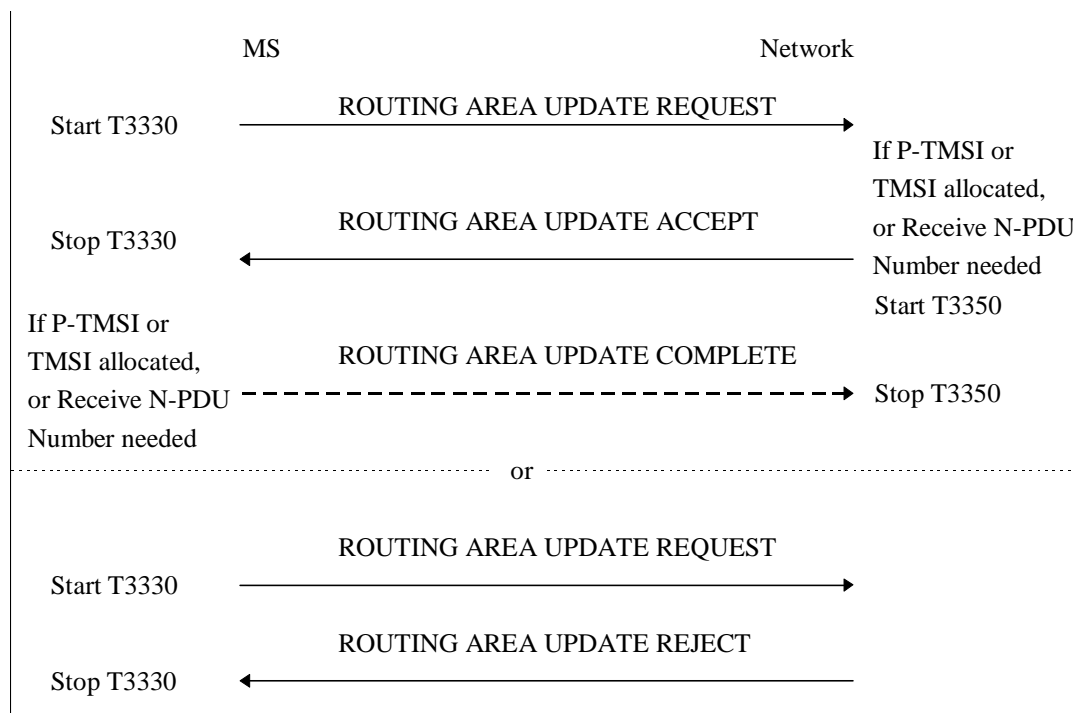 MS
Network
ROUTING AREA UPDATE REQUEST
Start T3330
If P-TMSI or
TMSI allocated,
or Receive N-PDU
Number needed
Start T3350
ROUTING AREA UPDATE ACCEPT
Stop T3330
If P-TMSI or
TMSI allocated,
or Receive N-PDU
Number needed
ROUTING AREA UPDATE COMPLETE
Stop T3350
or
ROUTING AREA UPDATE REQUEST
Start T3330
ROUTING AREA UPDATE REJECT
Stop T3330